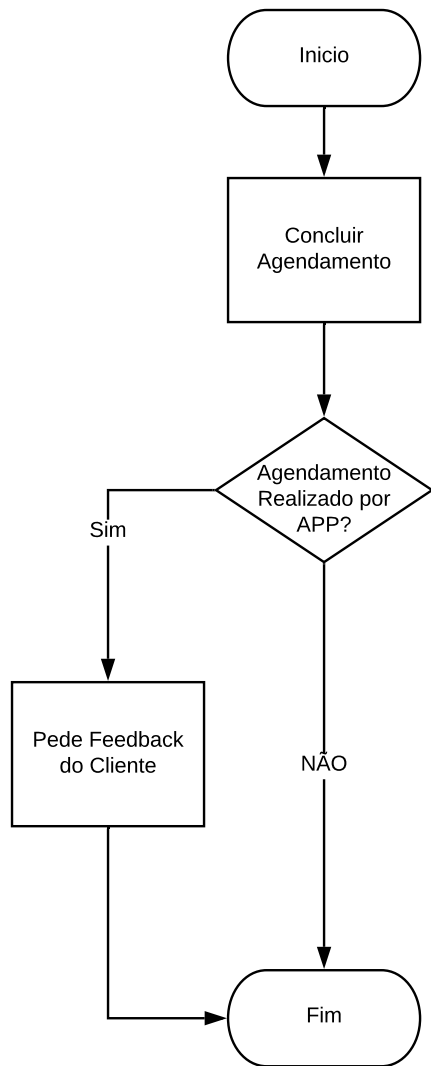 Inicio
Concluir
Agendamento
Agendamento
Realizado por
APP?
Sim
Pede Feedback
do Cliente
NÃO
Fim